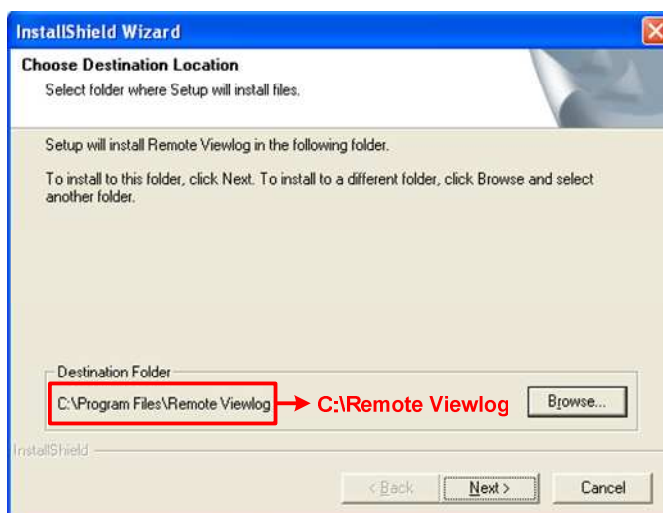 InstallShield Wizard
Choose Destination Location
Select folder where Setup will install files.
Setup will install Remote Viewlog in the following folder.
To install to this folder, click Next. To install to a different folder, click Browse and select
another folder.
Destination Folder
C:\Program Files\Remote Viewlog
C:\Remote Viewlog
Browse...
InstallShield
< Back
Next >
Cancel